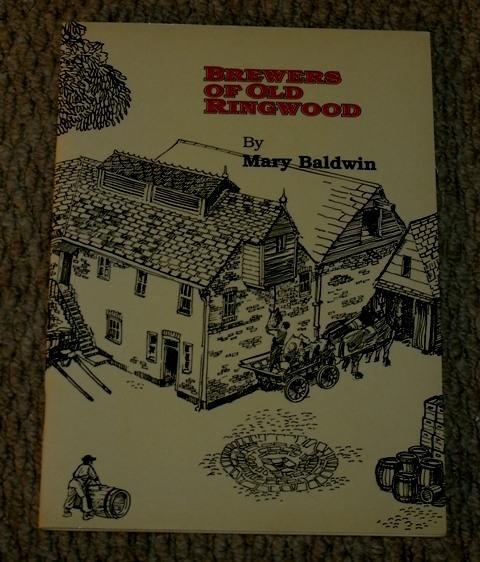 BREWERS
OF OLD
RINGWOOD
By
Mary Baldwin